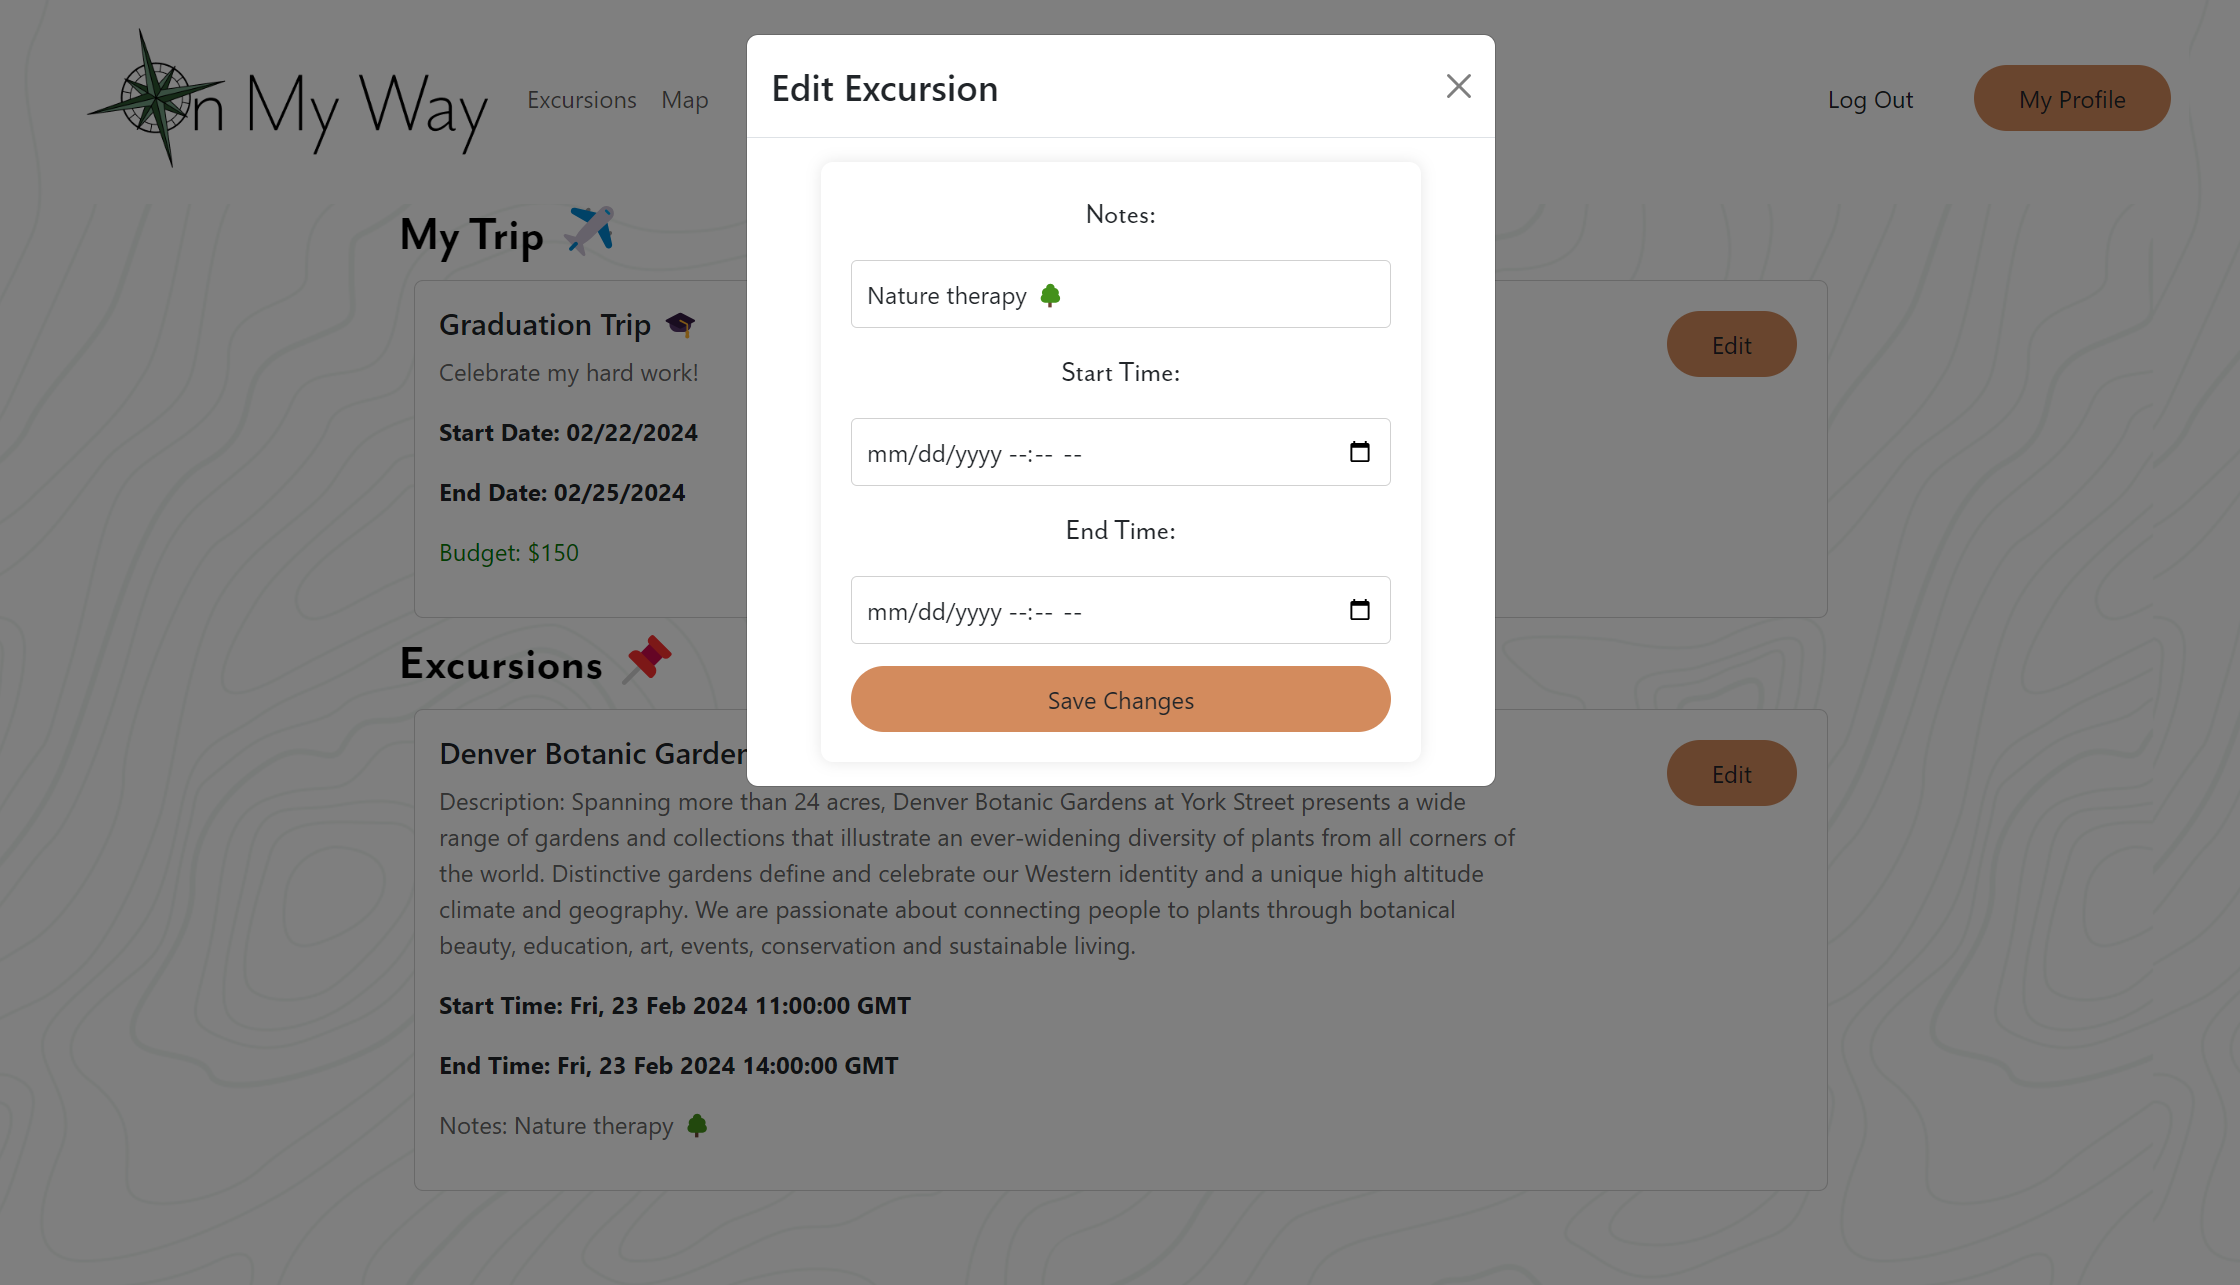 On My Way
Excursions
Map
Log Out
My Profile
Edit Excursion
Notes:
Nature therapy 🌳
Start Time:
mm/dd/yyyy --:-- --
End Time:
mm/dd/yyyy --:-- --
Save Changes
My Trip ✈️
Graduation Trip 🎓
Celebrate my hard work!
Start Date: 02/22/2024
End Date: 02/25/2024
Budget: $150
Edit
Excursions 📌
Denver Botanic Garden
Description: Spanning more than 24 acres, Denver Botanic Gardens at York Street presents a wide
range of gardens and collections that illustrate an ever-widening diversity of plants from all corners of
the world. Distinctive gardens define and celebrate our Western identity and a unique high altitude
climate and geography. We are passionate about connecting people to plants through botanical
beauty, education, art, events, conservation and sustainable living.
Start Time: Fri, 23 Feb 2024 11:00:00 GMT
End Time: Fri, 23 Feb 2024 14:00:00 GMT
Notes: Nature therapy 🌳
Edit